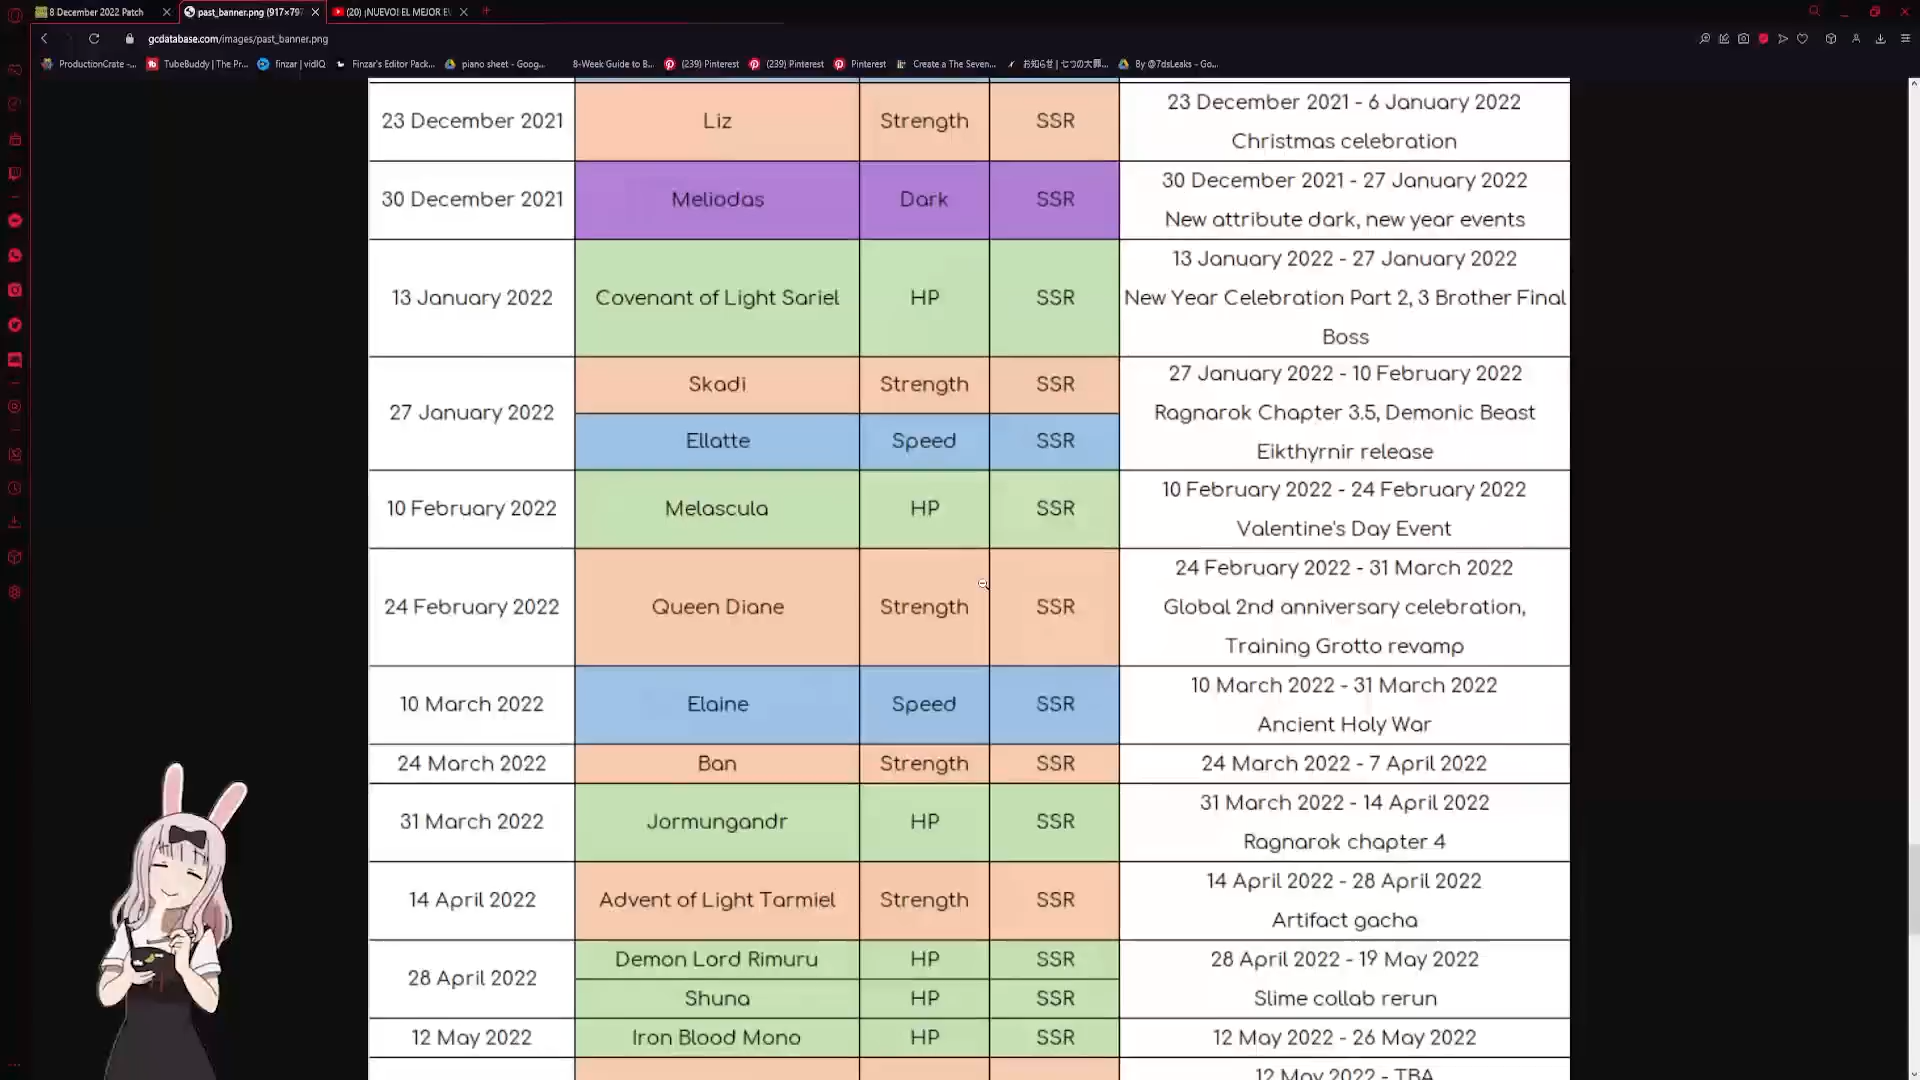 8 December 2022 Patch
past_banner.png (917×797
(20) ¡NUEVO! EL MEJOR E
gcdatabase.com/images/past_banner.png
ProductionCrate -...
TubeBuddy | The Pr...
finzar | vidIQ
Finzar's Editor Pack...
piano sheet - Goog...
8-Week Guide to B...
(239) Pinterest
(239) Pinterest
Pinterest
Create a The Seven...
お知らせ | 七つの大罪...
By @7dsLeaks - Go...
23 December 2021 Liz Strength SSR 23 December 2021 - 6 January 2022
Christmas celebration
30 December 2021 Meliodas Dark SSR 30 December 2021 - 27 January 2022
New attribute dark, new year events
13 January 2022 Covenant of Light Sariel HP SSR 13 January 2022 - 27 January 2022
New Year Celebration Part 2, 3 Brother Final
Boss
27 January 2022 Skadi Strength SSR 27 January 2022 - 10 February 2022
Ragnarok Chapter 3.5, Demonic Beast
Ellatte Speed SSR Eikthyrnir release
10 February 2022 Melascula HP SSR 10 February 2022 - 24 February 2022
Valentine's Day Event
24 February 2022 Queen Diane Strength SSR 24 February 2022 - 31 March 2022
Global 2nd anniversary celebration,
Training Grotto revamp
10 March 2022 Elaine Speed SSR 10 March 2022 - 31 March 2022
Ancient Holy War
24 March 2022 Ban Strength SSR 24 March 2022 - 7 April 2022
31 March 2022 Jormungandr HP SSR 31 March 2022 - 14 April 2022
Ragnarok chapter 4
14 April 2022 Advent of Light Tarmiel Strength SSR 14 April 2022 - 28 April 2022
Artifact gacha
28 April 2022 Demon Lord Rimuru HP SSR 28 April 2022 - 19 May 2022
Shuna HP SSR Slime collab rerun
12 May 2022 Iron Blood Mono HP SSR 12 May 2022 - 26 May 2022
12 May 2022 - TBA